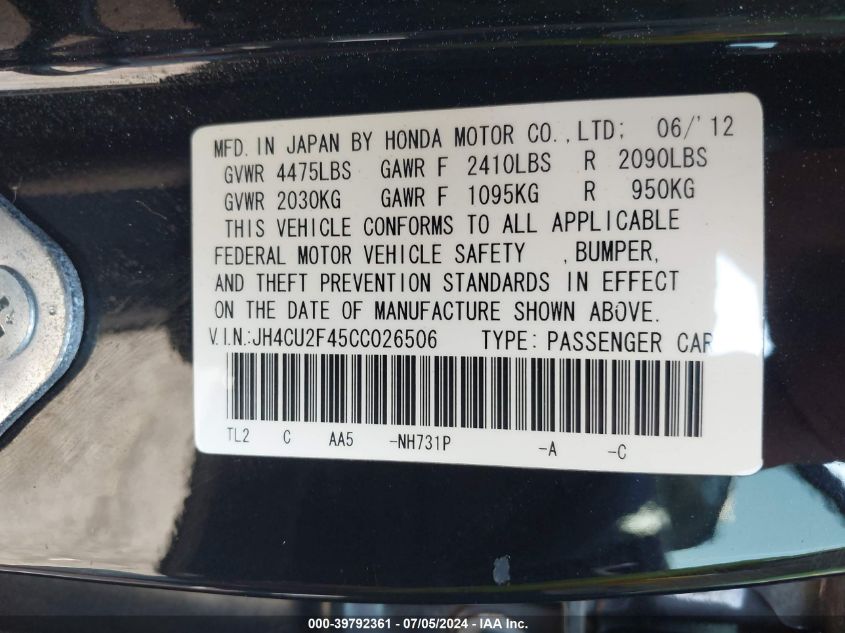 MFD. IN JAPAN BY HONDA MOTOR CO.,LTD; 06/'12
GVWR 4475LBS GAWR F 2410LBS R 2090LBS
GVWR 2030KG GAWR F 1095KG R 950KG
THIS VEHICLE CONFORMS TO ALL APPLICABLE
FEDERAL MOTOR VEHICLE SAFETY ,BUMPER,
AND THEFT PREVENTION STANDARDS IN EFFECT
ON THE DATE OF MANUFACTURE SHOWN ABOVE.
V.I.N.:JH4CU2F45CC026506 TYPE: PASSENGER CAR
TL2 C AA5 -NH731P -A -C
000-39792361 - 07/05/2024 - IAA Inc.